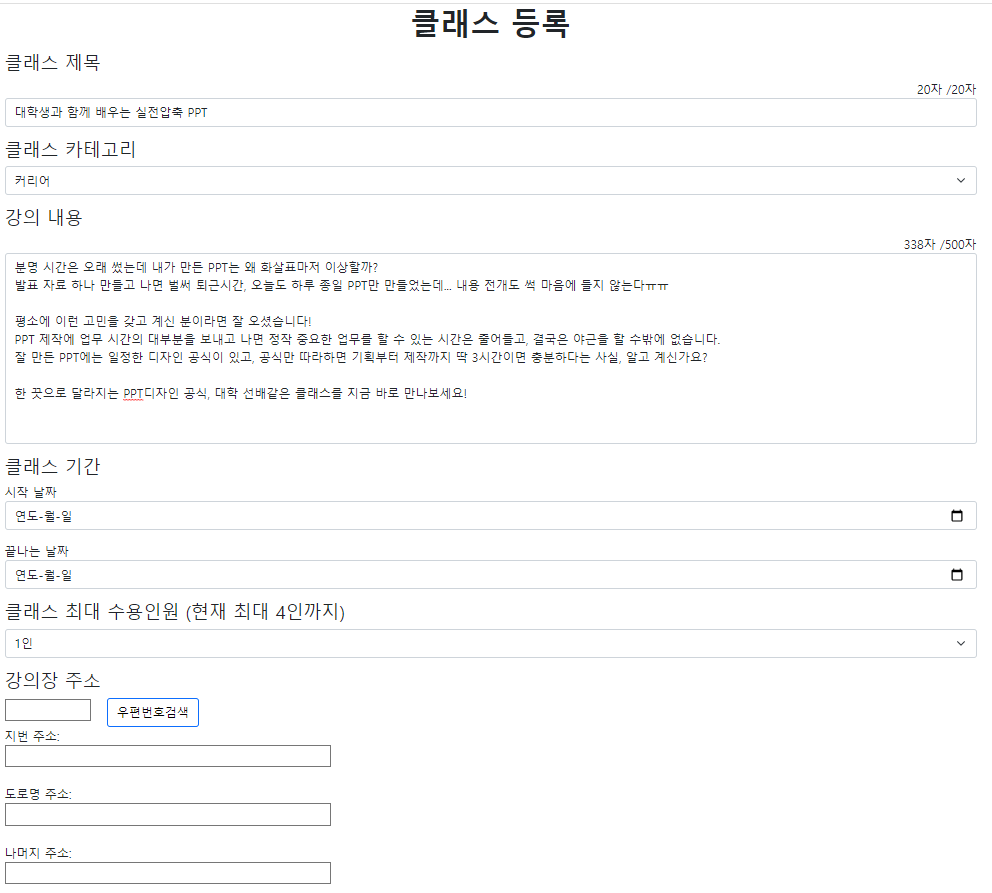 클래스 등록
클래스 제목
20자 /20자
대학생과 함께 배우는 실전압축 PPT
클래스 카테고리
커리어
강의 내용
338자 /500자
분명 시간은 오래 썼는데 내가 만든 PPT는 왜 화살표마저 이상할까?
발표 자료 하나 만들고 나면 벌써 퇴근시간, 오늘도 하루 종일 PPT만 만들었는데... 내용 전개도 썩 마음에 들지 않는다ㅠㅠ
평소에 이런 고민을 갖고 계신 분이라면 잘 오셨습니다!
PPT 제작에 업무 시간의 대부분을 보내고 나면 정작 중요한 업무를 할 수 있는 시간은 줄어들고, 결국은 야근을 할 수밖에 없습니다.
잘 만든 PPT에는 일정한 디자인 공식이 있고, 공식만 따라하면 기획부터 제작까지 딱 3시간이면 충분하다는 사실, 알고 계신가요?
한 끗으로 달라지는 PPT디자인 공식, 대학 선배같은 클래스를 지금 바로 만나보세요!
클래스 기간
시작 날짜
연도-월-일
끝나는 날짜
연도-월-일
클래스 최대 수용인원 (현재 최대 4인까지)
1인
강의장 주소
우편번호검색
지번 주소:
도로명 주소:
나머지 주소: